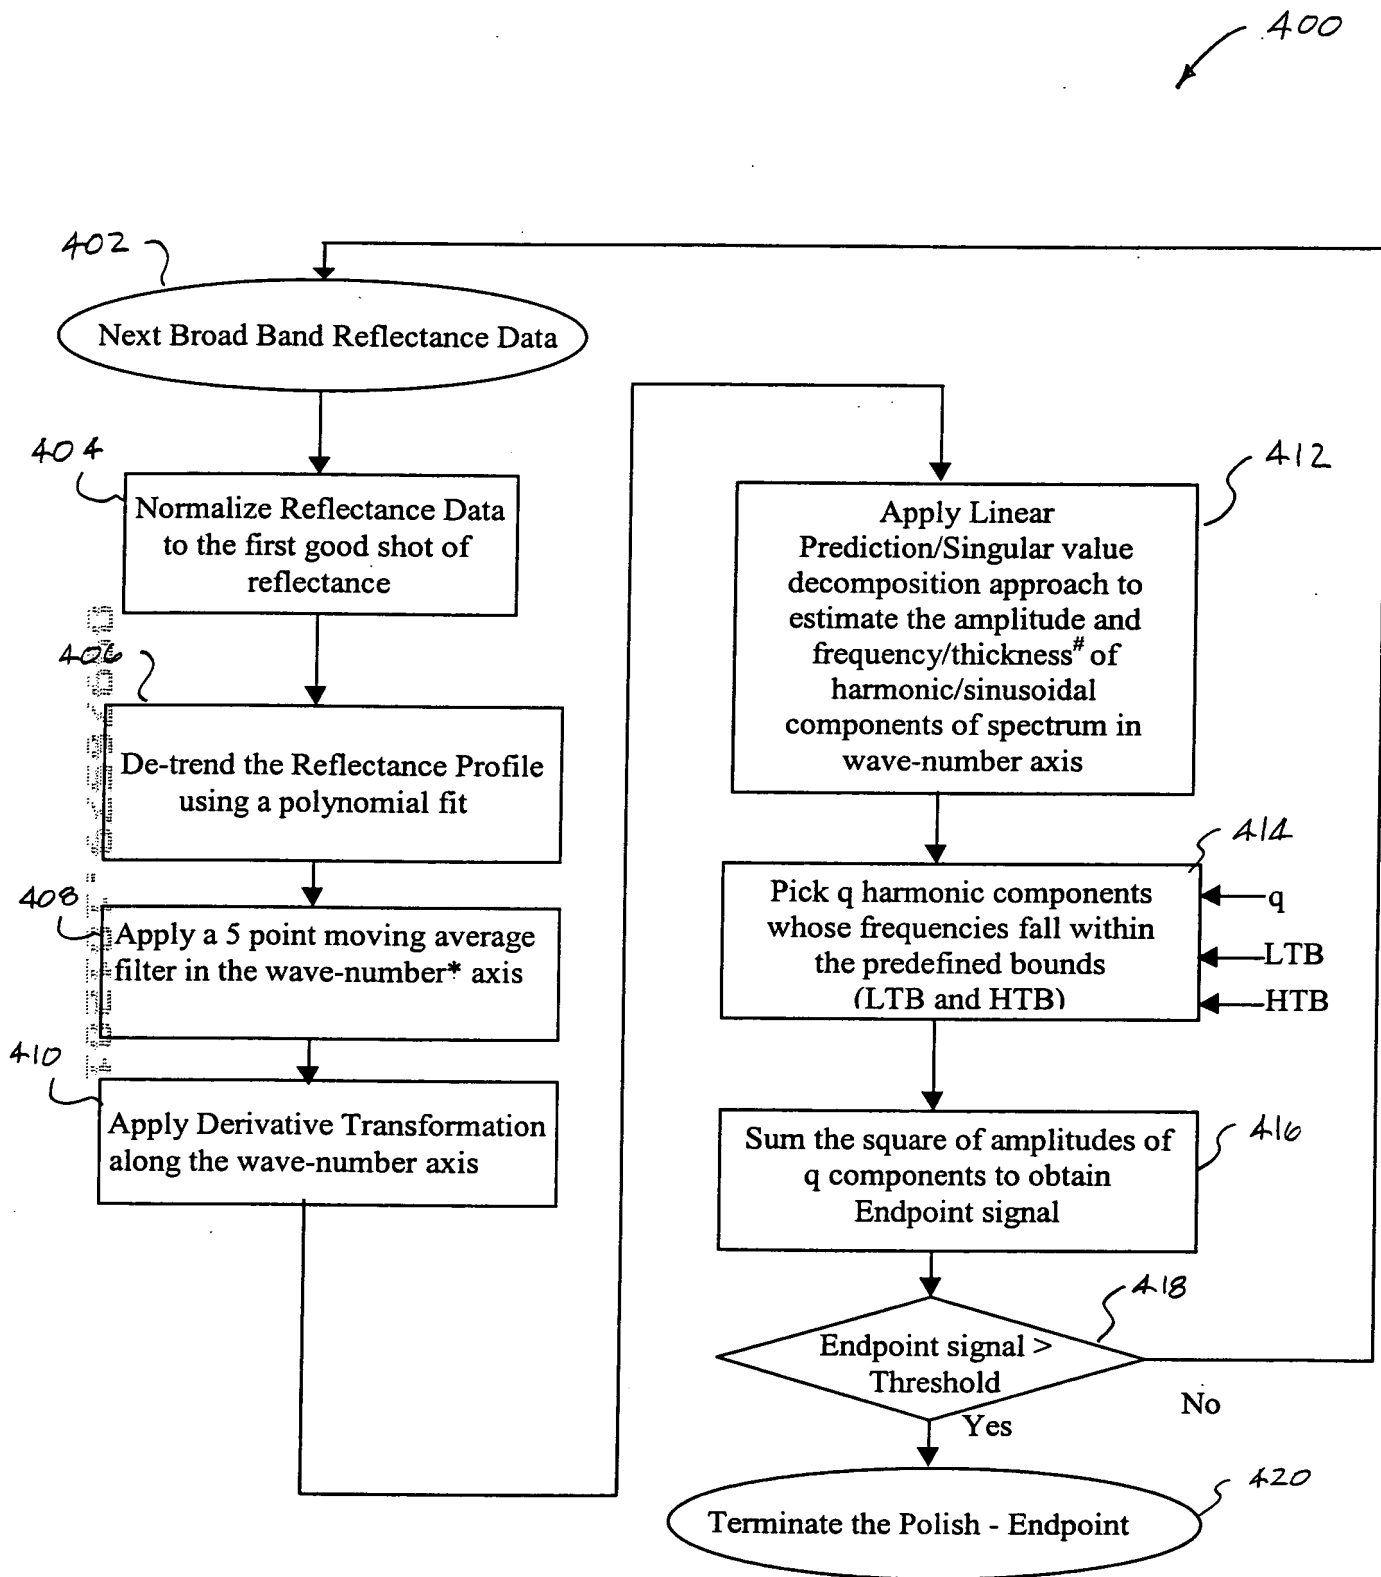 400
402
Next Broad Band Reflectance Data
404
Normalize Reflectance Data
to the first good shot of
reflectance
406
De-trend the Reflectance Profile
using a polynomial fit
408
Apply a 5 point moving average
filter in the wave-number* axis
410
Apply Derivative Transformation
along the wave-number axis
412
Apply Linear
Prediction/Singular value
decomposition approach to
estimate the amplitude and
frequency/thickness# of
harmonic/sinusoidal
components of spectrum in
wave-number axis
414
Pick q harmonic components
whose frequencies fall within
the predefined bounds
(LTB and HTB)
q
LTB
HTB
416
Sum the square of amplitudes of
q components to obtain
Endpoint signal
418
Endpoint signal >
Threshold
No
Yes
420
Terminate the Polish - Endpoint